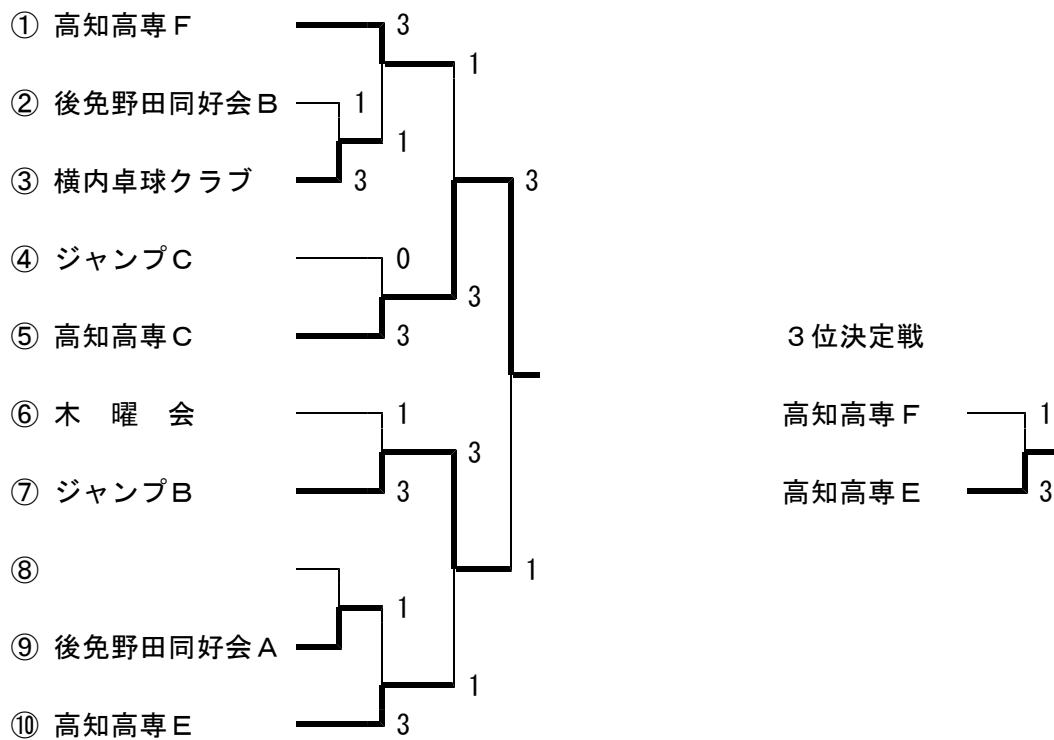 ① 高知高専Ｆ 3
1
② 後免野田同好会Ｂ 1
1
③ 横内卓球クラブ 3 3
④ ジャンプＣ 0
3
⑤ 高知高専Ｃ 3 ３位決定戦
⑥ 木　曜　会 1 高知高専Ｆ 1
3
⑦ ジャンプＢ 3 高知高専Ｅ 3
⑧ 1
1
⑨ 後免野田同好会Ａ
1
⑩ 高知高専Ｅ 3